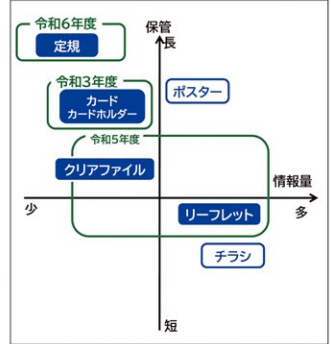 令和6年度
定規
保管
長
令和3年度
カード
カードホルダー
ポスター
令和5年度
クリアファイル
情報量
少
リーフレット
多
チラシ
短